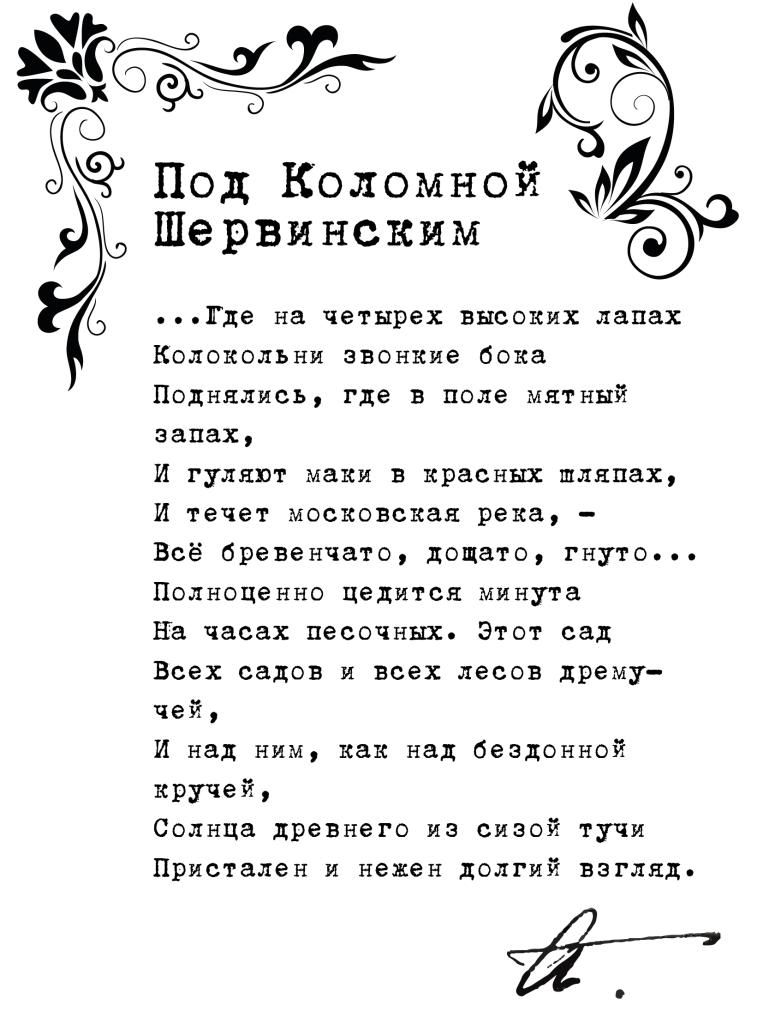 Под Коломной
Шервинским
...Где на четырех высоких лапах
Колокольни звонкие бока
Поднялись, где в поле мятный
запах,
И гуляют маки в красных шляпах,
И течет московская река, –
Всё бревенчато, дощато, гнуто...
Полноценно цедится минута
На часах песочных. Этот сад
Всех садов и всех лесов дрему–
чей,
И над ним, как над бездонной
кручей,
Солнца древнего из сизой тучи
Пристален и нежен долгий взгляд.
А.